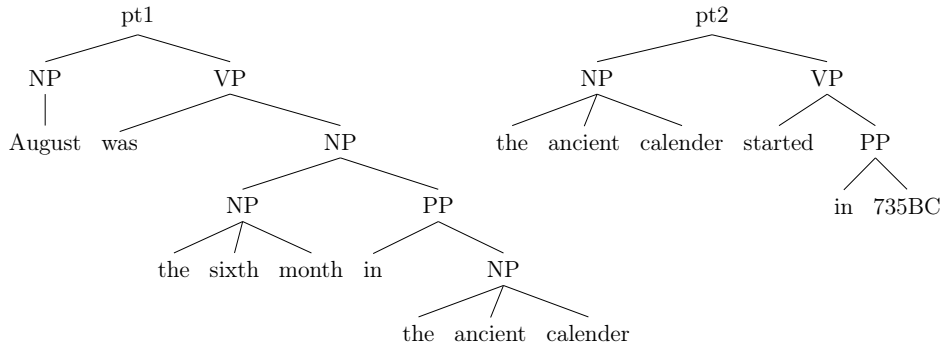 pt1 pt2
NP VP NP VP
August was NP the ancient calender started PP
NP PP in 735BC
the sixth month in NP
the ancient calender